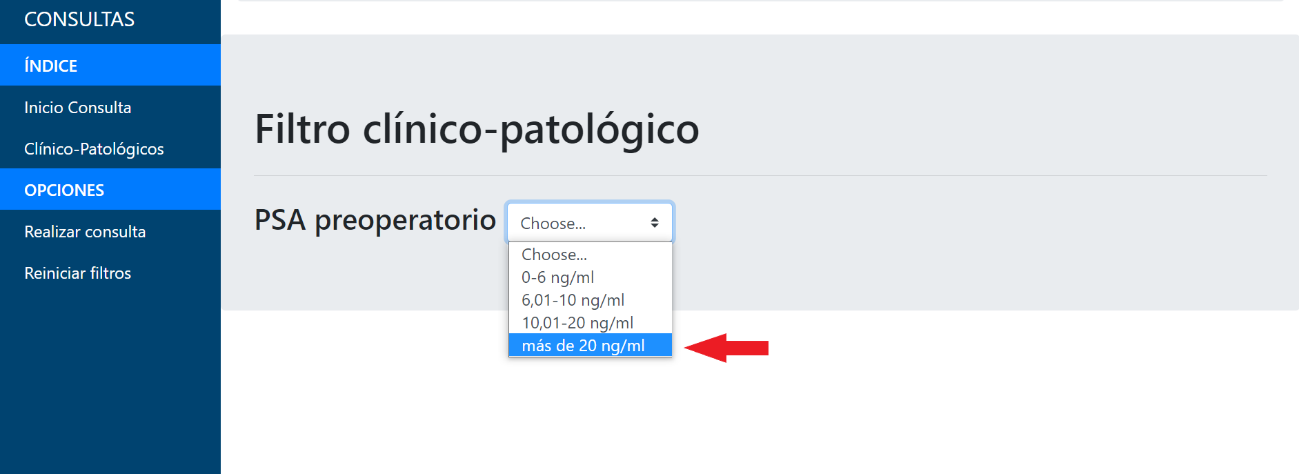 CONSULTAS
ÍNDICE
Inicio Consulta
Clínico-Patológicos
OPCIONES
Realizar consulta
Reiniciar filtros
Filtro clínico-patológico
PSA preoperatorio Choose...
Choose...
0-6 ng/ml
6,01-10 ng/ml
10,01-20 ng/ml
más de 20 ng/ml